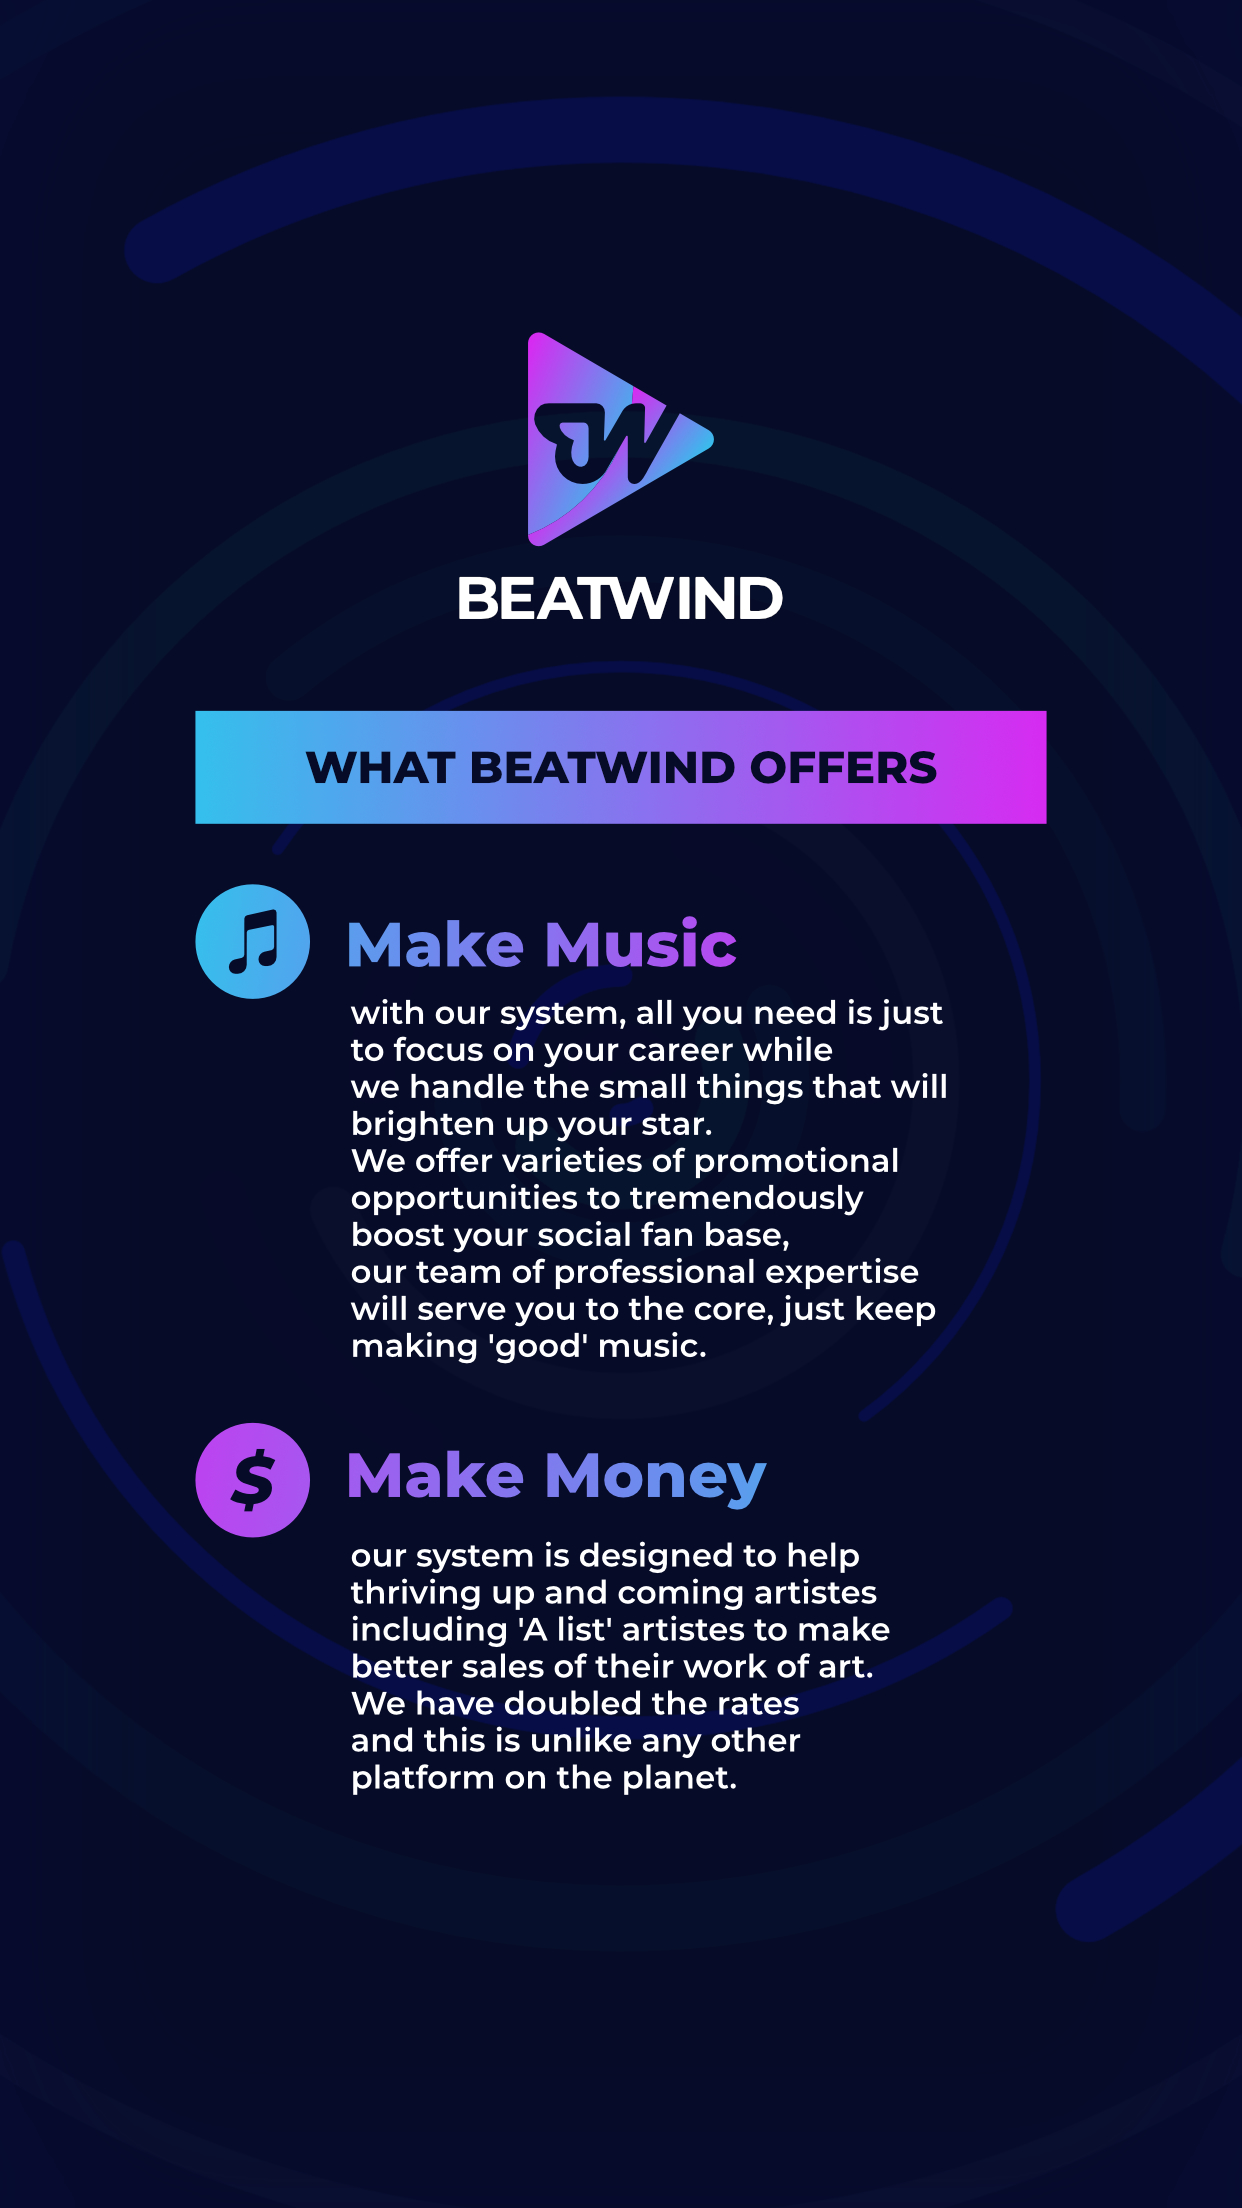 BEATWIND
WHAT BEATWIND OFFERS
Make Music
with our system, all you need is just
to focus on your career while
we handle the small things that will
brighten up your star.
We offer varieties of promotional
opportunities to tremendously
boost your social fan base,
our team of professional expertise
will serve you to the core, just keep
making 'good' music.
$
Make Money
our system is designed to help
thriving up and coming artistes
including 'A list' artistes to make
better sales of their work of art.
We have doubled the rates
and this is unlike any other
platform on the planet.